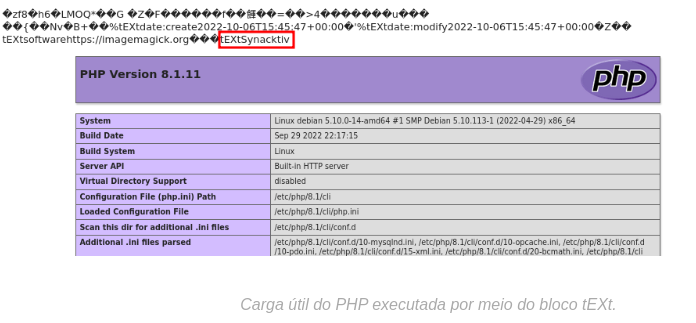 �zf8�h6�LMOQ*��G �Z�F������f��䭜��=��>4�������u���
��{��Nv�B+��%tEXtdate:create2022-10-06T15:45:47+00:00�'%tEXtdate:modify2022-10-06T15:45:47+00:00�Z��
tEXtsoftwarehttps://imagemagick.org���tEXtSynacktiv
PHP Version 8.1.11
php
System Linux debian 5.10.0-14-amd64 #1 SMP Debian 5.10.113-1 (2022-04-29) x86_64
Build Date Sep 29 2022 22:17:15
Build System Linux
Server API Built-in HTTP server
Virtual Directory Support disabled
Configuration File (php.ini) Path /etc/php/8.1/cli
Loaded Configuration File /etc/php/8.1/cli/php.ini
Scan this dir for additional .ini files /etc/php/8.1/cli/conf.d
Additional .ini files parsed /etc/php/8.1/cli/conf.d/10-mysqlnd.ini, /etc/php/8.1/cli/conf.d/10-opcache.ini, /etc/php/8.1/cli/conf.d
/10-pdo.ini, /etc/php/8.1/cli/conf.d/15-xml.ini, /etc/php/8.1/cli/conf.d/20-bcmath.ini, /etc/php/8.1/cli
Carga útil do PHP executada por meio do bloco tEXt.